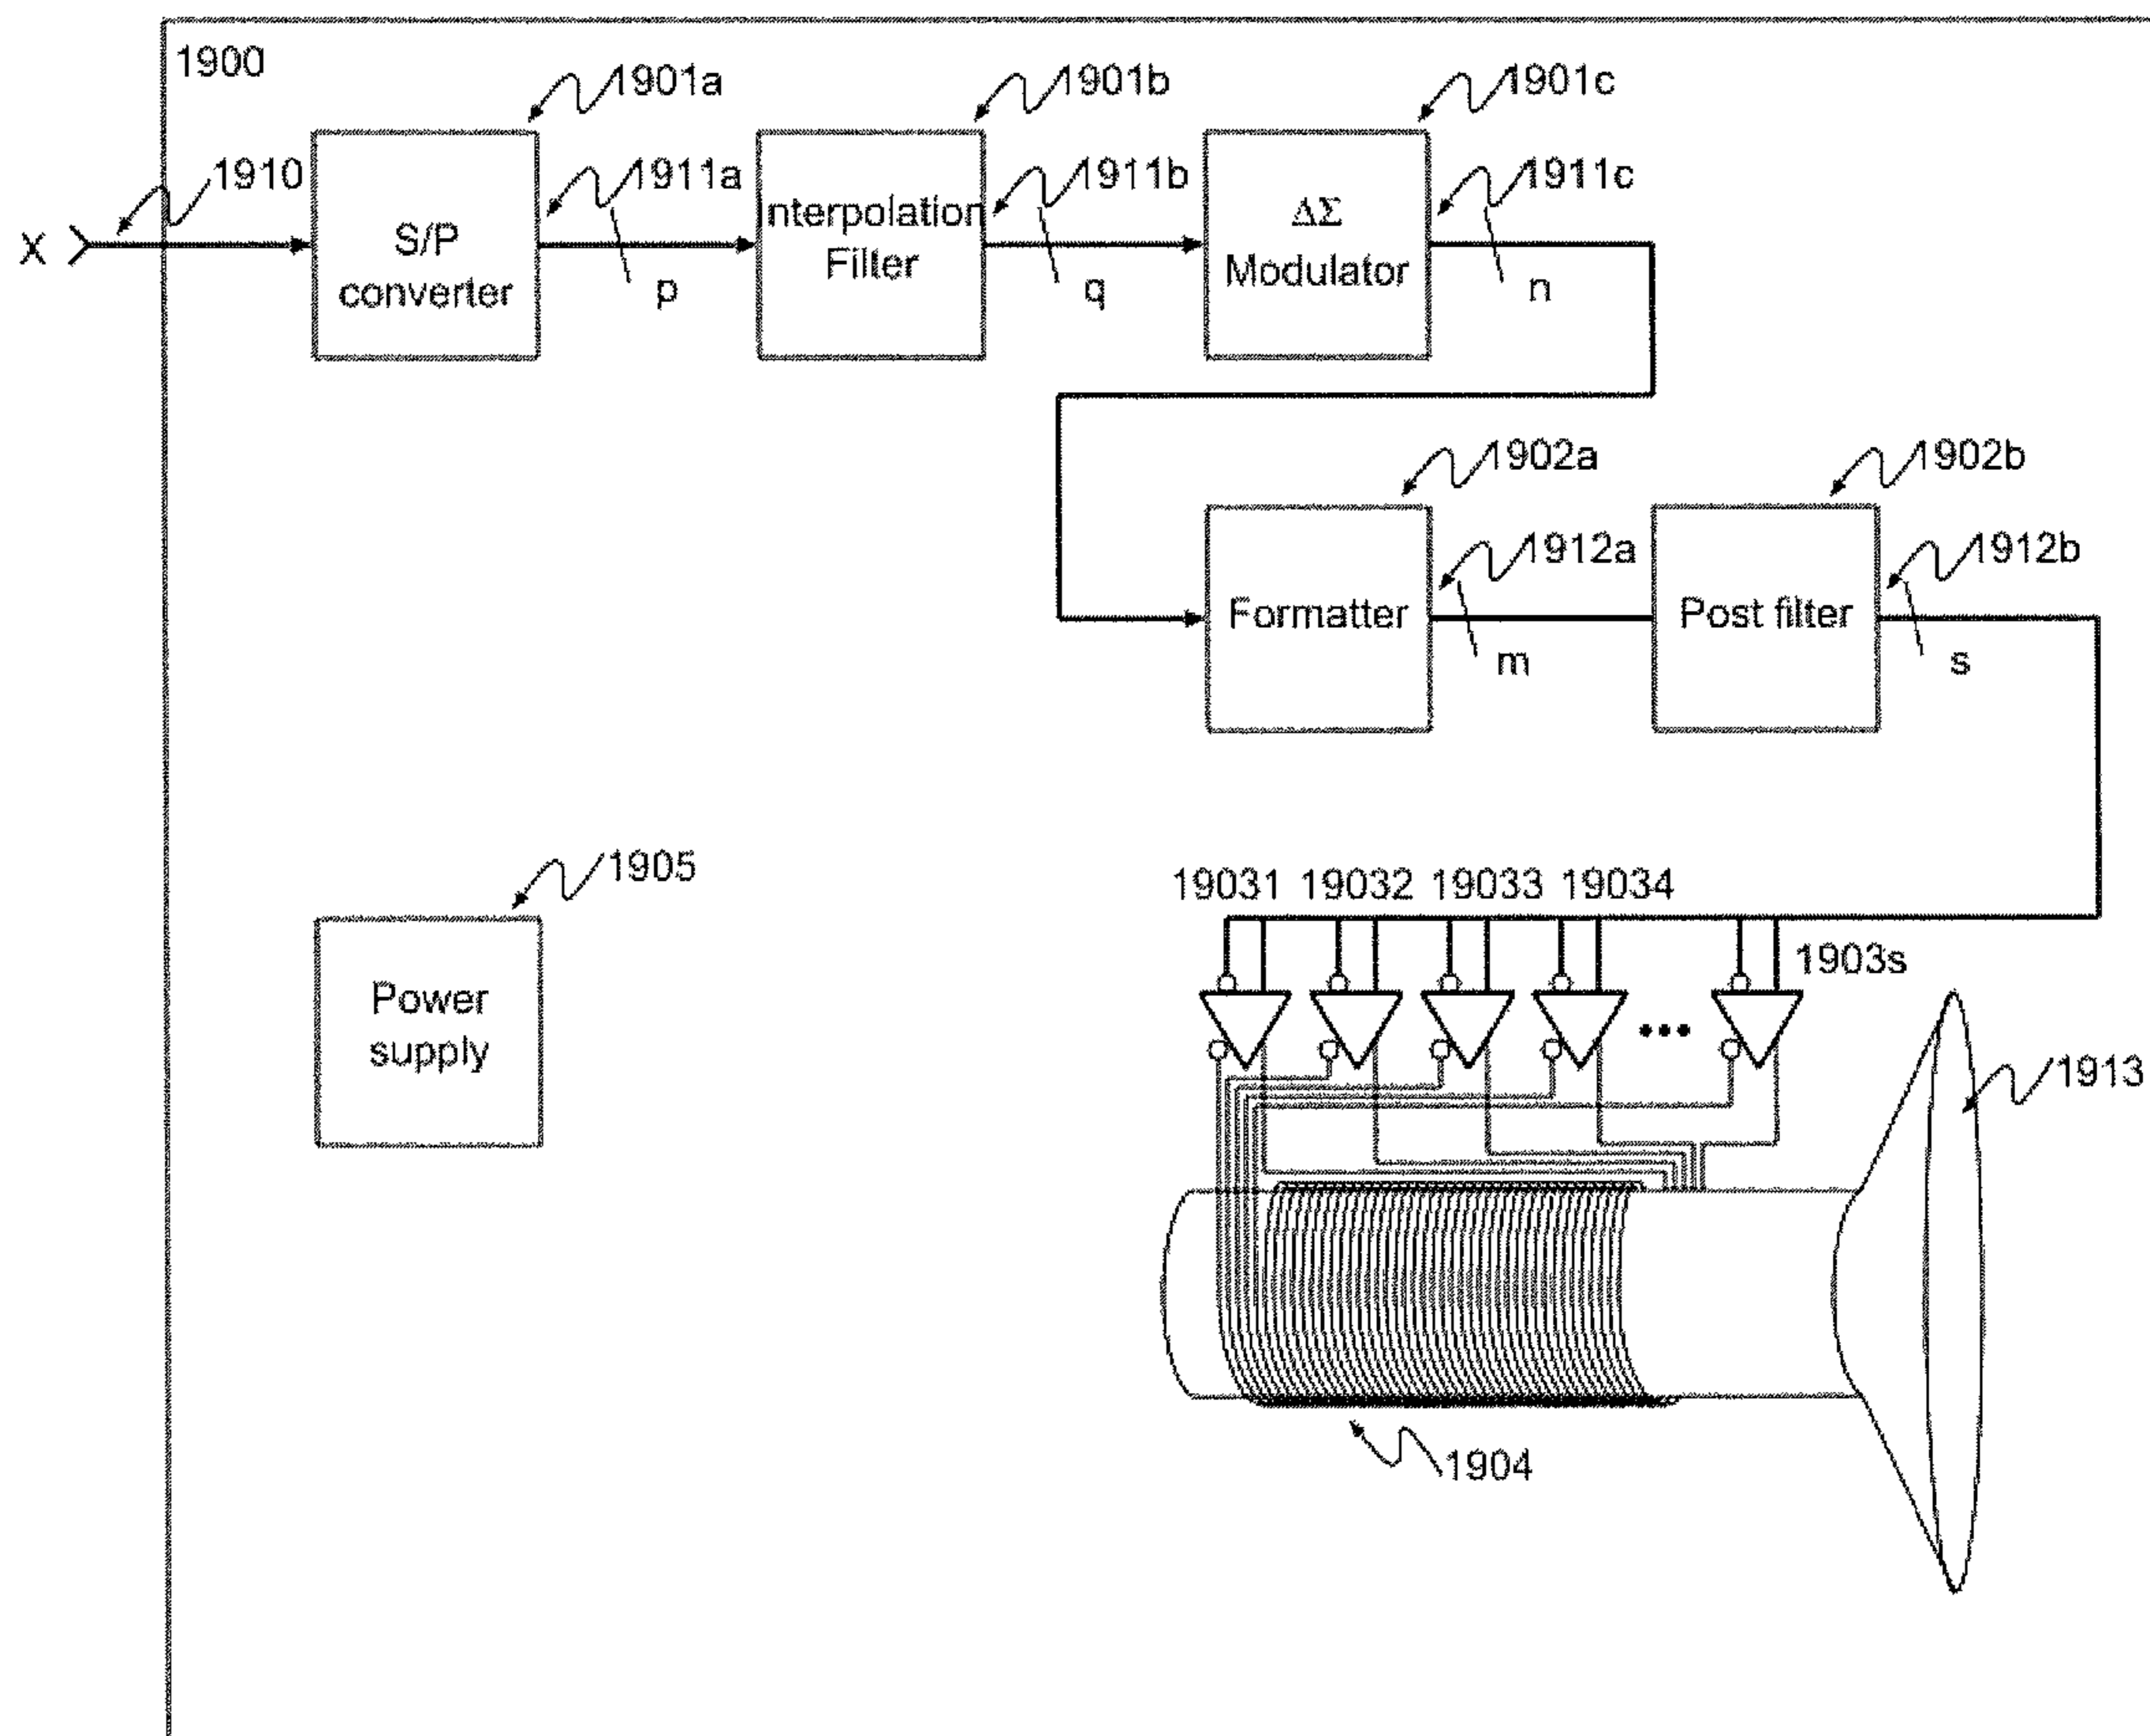 1900
1901a
1901b
1901c
1910
1911a
1911b
1911c
X
S/P
converter
p
nterpolation
Filter
q
ΔΣ
Modulator
n
1902a
1902b
1912a
1912b
Formatter
m
Post filter
s
1905
Power
supply
19031 19032 19033 19034
1903s
•••
1913
1904